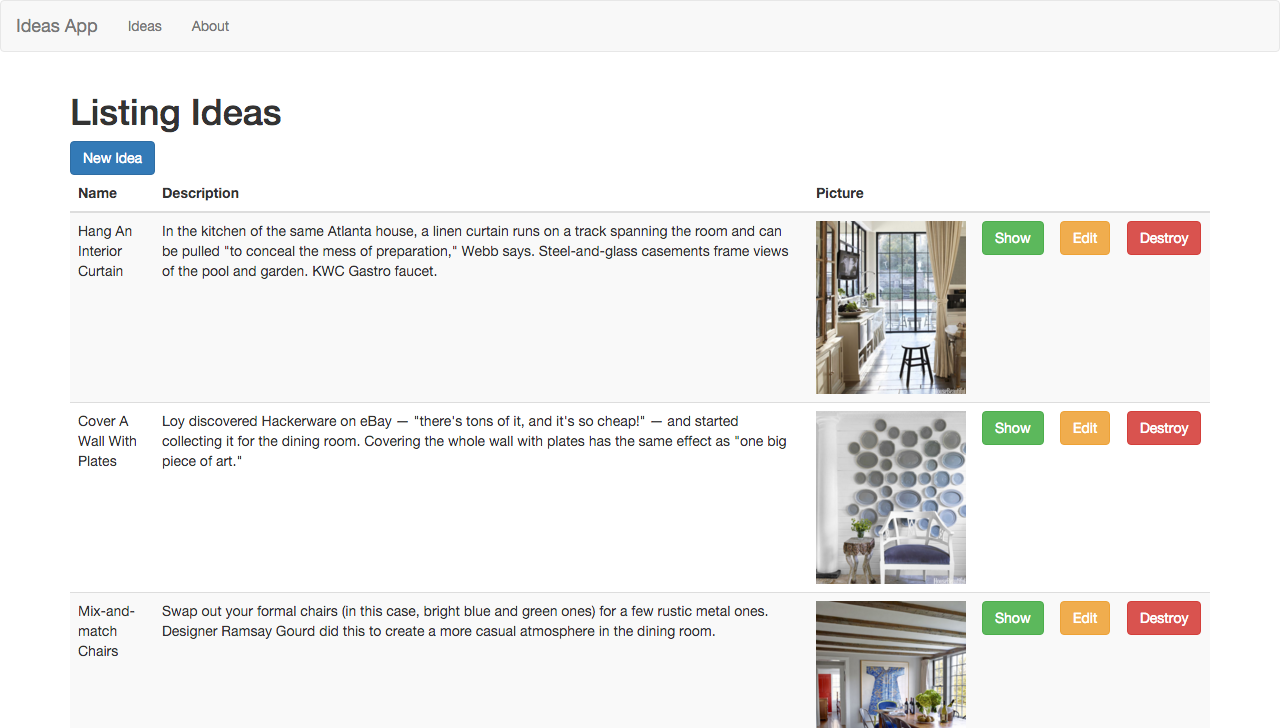 Ideas App Ideas About
Listing Ideas
New Idea
Name Description Picture
Hang An
Interior
Curtain
In the kitchen of the same Atlanta house, a linen curtain runs on a track spanning the room and can
be pulled "to conceal the mess of preparation," Webb says. Steel-and-glass casements frame views
of the pool and garden. KWC Gastro faucet.
Show Edit Destroy
Cover A
Wall With
Plates
Loy discovered Hackerware on eBay — "there's tons of it, and it's so cheap!" — and started
collecting it for the dining room. Covering the whole wall with plates has the same effect as "one big
piece of art."
Show Edit Destroy
Mix-and-
match
Chairs
Swap out your formal chairs (in this case, bright blue and green ones) for a few rustic metal ones.
Designer Ramsay Gourd did this to create a more casual atmosphere in the dining room.
Show Edit Destroy